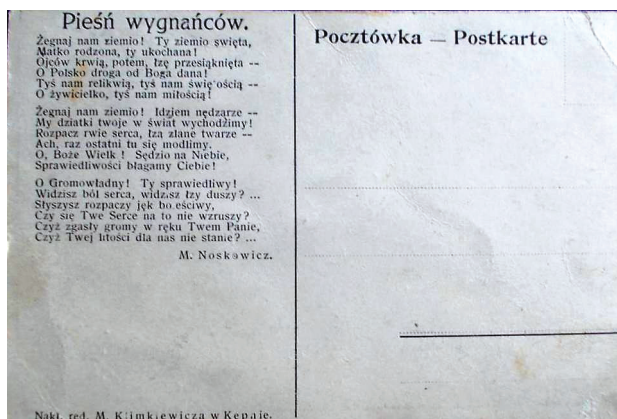 Pieśń wygnańców.
Żegnaj nam ziemio! Ty ziemio święta,
Matko rodzona, ty ukochana!
Ojców krwią, potem, łzę przesiąknięta --
O Polsko droga od Boga dana!
Tyś nam relikwią, tyś nam święością --
O żywicielko, tyś nam miłością!
Żegnaj nam ziemio! Idziem nędzarze --
My dziatki twoje w świat wychodźimy!
Rozpacz rwie serca, łzą zlane twarze --
Ach, raz ostatni tu się modlimy.
O, Boże Wielk ! Sędzio na Niebie,
Sprawiedliwości błagamy Ciebie!
O Gromowładny! Ty sprawiedliwy!
Widzisz ból serca, widzisz łzy duszy? ...
Słyszysz rozpaczy jęk boleściwy,
Czy się Twe Serce na to nie wzruszy?
Czyż zgasły gromy w ręku Twem Panie,
Czyż Twej litości dla nas nie stanie? ...
M. Noskowicz.
Nakł. red. M. Klimkiewicza w Kępnie.
Pocztówka — Postkarte